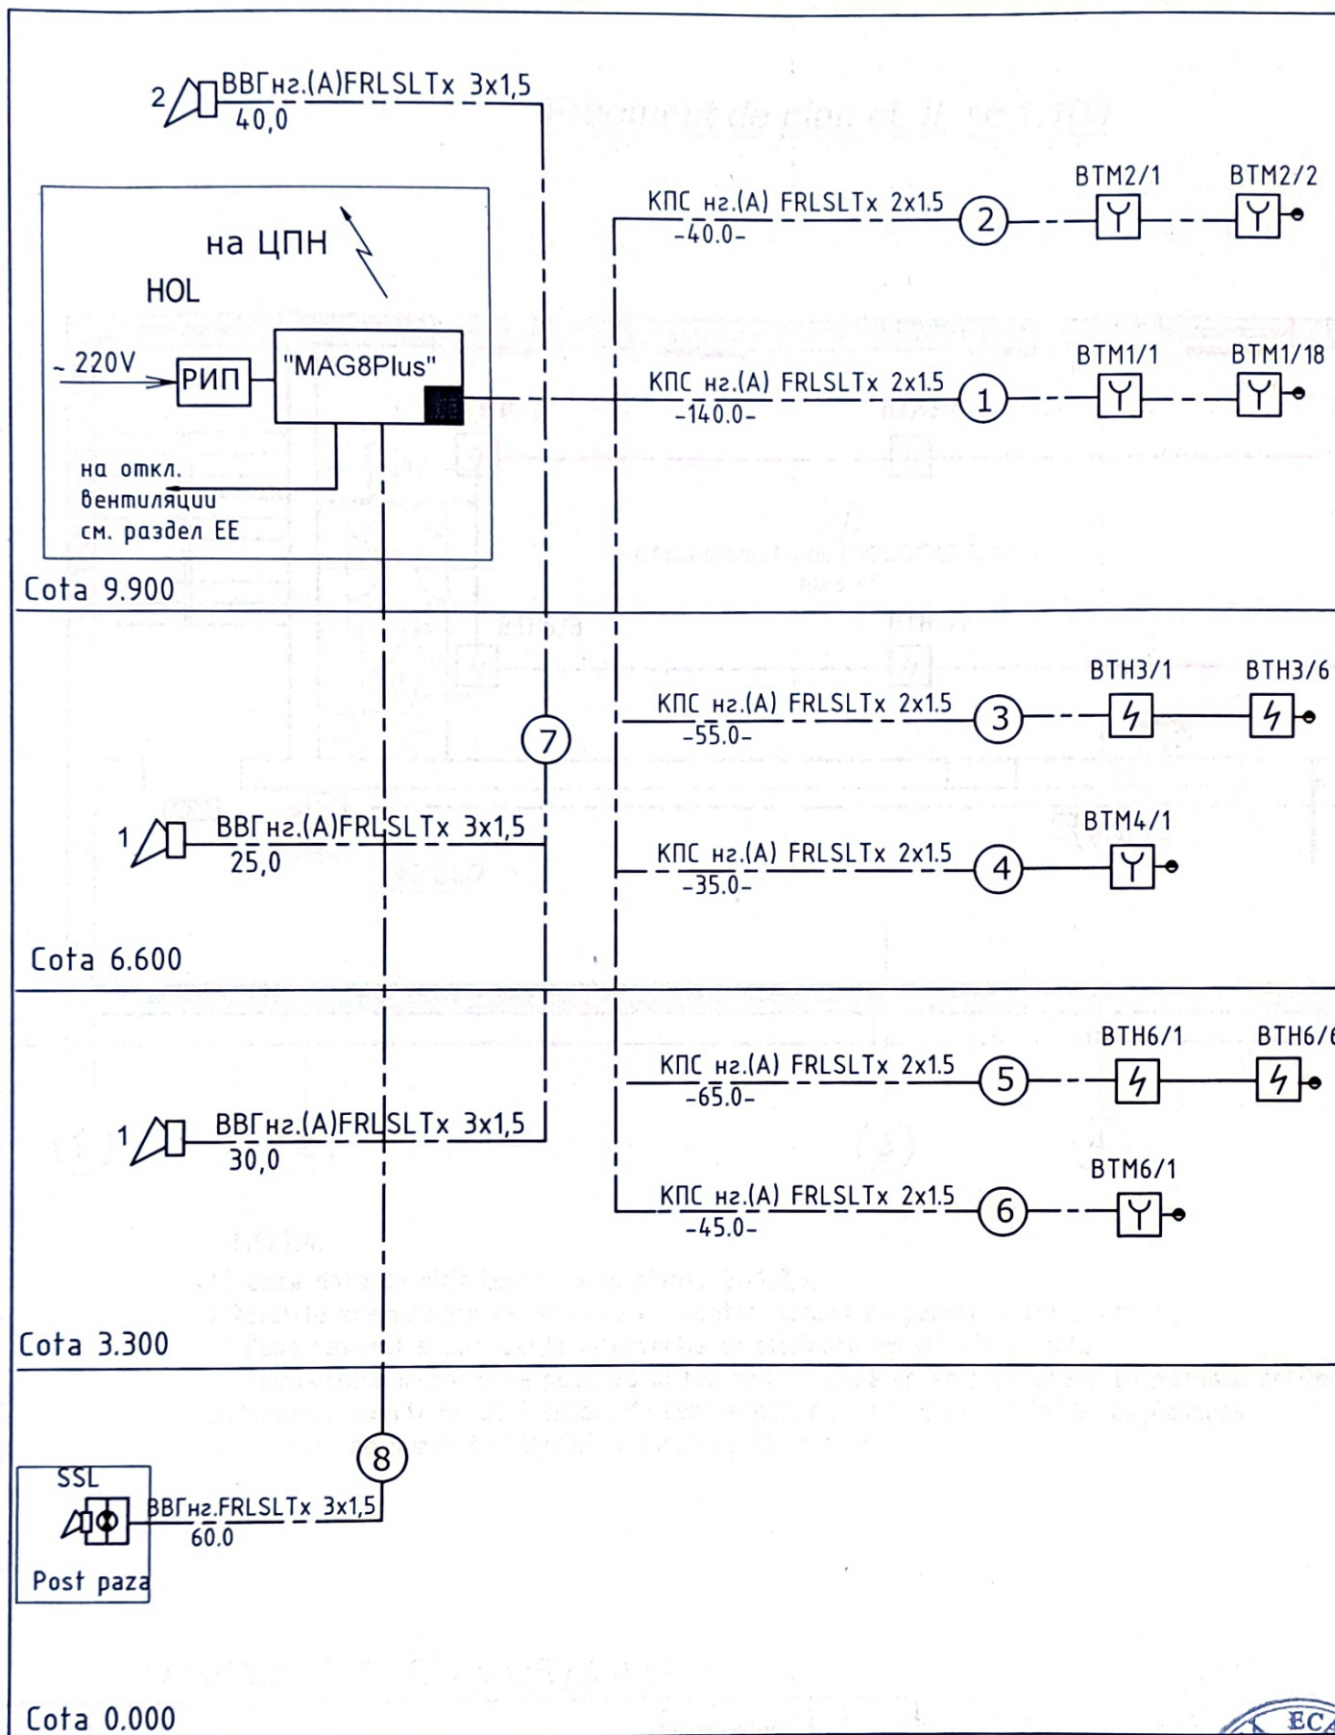 2
ВВГнг.(А)FRLSLTx 3x1,5
40,0
на ЦПН
HOL
~ 220V
РИП
"MAG8Plus"
на откл.
вентиляции
см. раздел ЕЕ
КПС нг.(А) FRLSLTx 2x1.5
-40.0-
2
BTM2/1
BTM2/2
КПС нг.(А) FRLSLTx 2x1.5
-140.0-
1
BTM1/1
BTM1/18
Cota 9.900
КПС нг.(А) FRLSLTx 2x1.5
-55.0-
3
BTH3/1
BTH3/6
7
1
ВВГнг.(А)FRLSLTx 3x1,5
25,0
КПС нг.(А) FRLSLTx 2x1.5
-35.0-
4
BTM4/1
Cota 6.600
КПС нг.(А) FRLSLTx 2x1.5
-65.0-
5
BTH6/1
BTH6/6
1
ВВГнг.(А)FRLSLTx 3x1,5
30,0
КПС нг.(А) FRLSLTx 2x1.5
-45.0-
6
BTM6/1
Cota 3.300
8
SSL
ВВГнг.FRLSLTx 3x1,5
60.0
Post paza
Cota 0.000